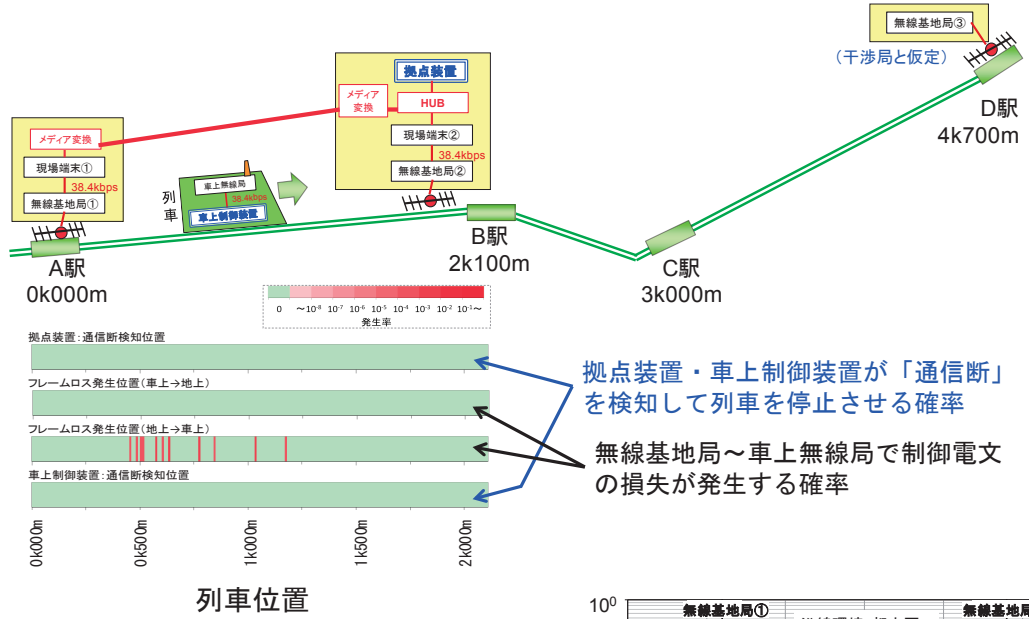 無線基地局③
(干渉局と仮定)
D駅
4k700m
拠点装置
メディア
変換
HUB
現場端末②
38.4kbps
無線基地局②
メディア変換
現場端末①
38.4kbps
無線基地局①
列
車
車上無線局
38.4kbps
車上制御装置
A駅
0k000m
B駅
2k100m
C駅
3k000m
0 ～10-8 10-7 10-6 10-5 10-4 10-3 10-2 10-1～
発生率
拠点装置：通信断検知位置
フレームロス発生位置(車上→地上)
フレームロス発生位置(地上→車上)
車上制御装置：通信断検知位置
0k000m
0k500m
1k000m
1k500m
2k000m
列車位置
拠点装置・車上制御装置が「通信断」
を検知して列車を停止させる確率
無線基地局～車上無線局で制御電文
の損失が発生する確率
10⁰
無線基地局①
無線基地局